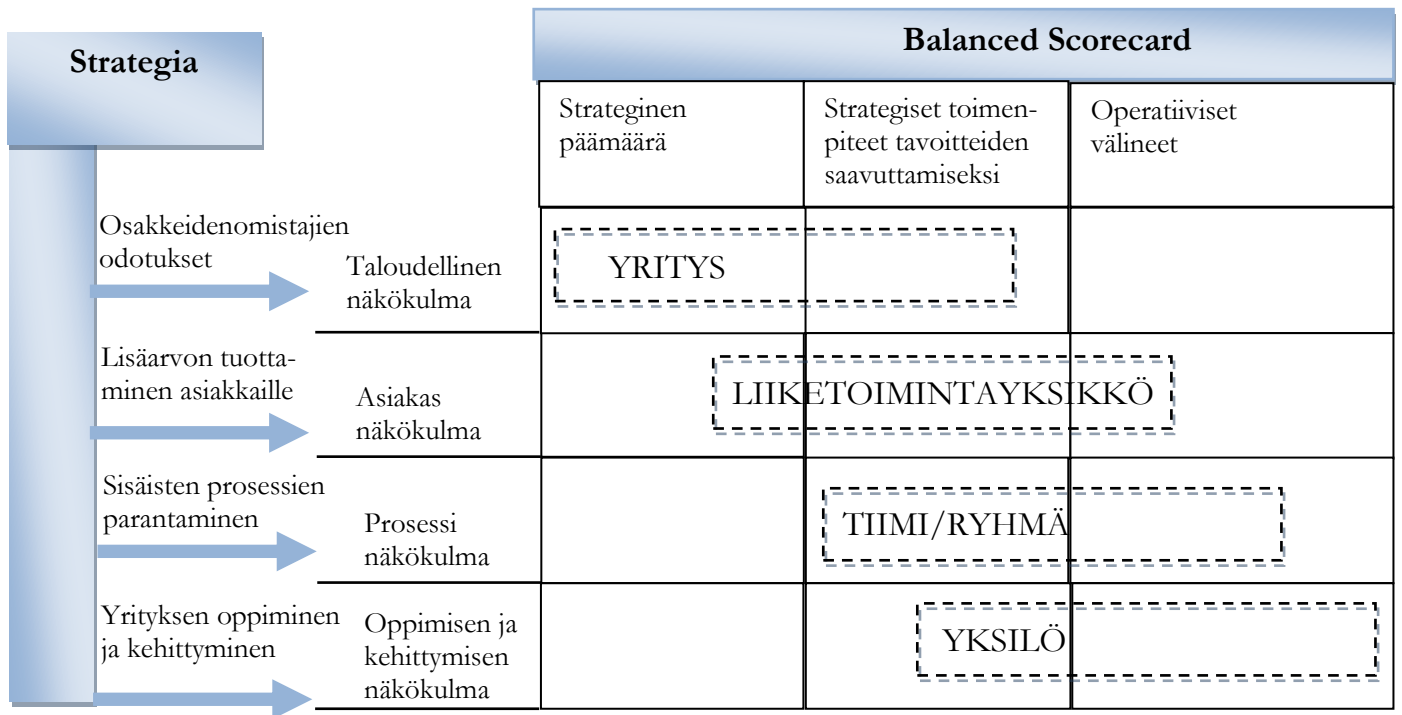 Strategia
Balanced Scorecard
Strateginen
päämäärä
Strategiset toimen-
piteet tavoitteiden
saavuttamiseksi
Operatiiviset
välineet
Osakkeidenomistajien
odotukset
Taloudellinen
näkökulma
YRITYS
Lisäarvon tuotta-
minen asiakkaille
Asiakas
näkökulma
LIIKETOIMINTAYKSIKKÖ
Sisäisten prosessien
parantaminen
Prosessi
näkökulma
TIIMI/RYHMÄ
Yrityksen oppiminen
ja kehittyminen
Oppimisen ja
kehittymisen
näkökulma
YKSILÖ